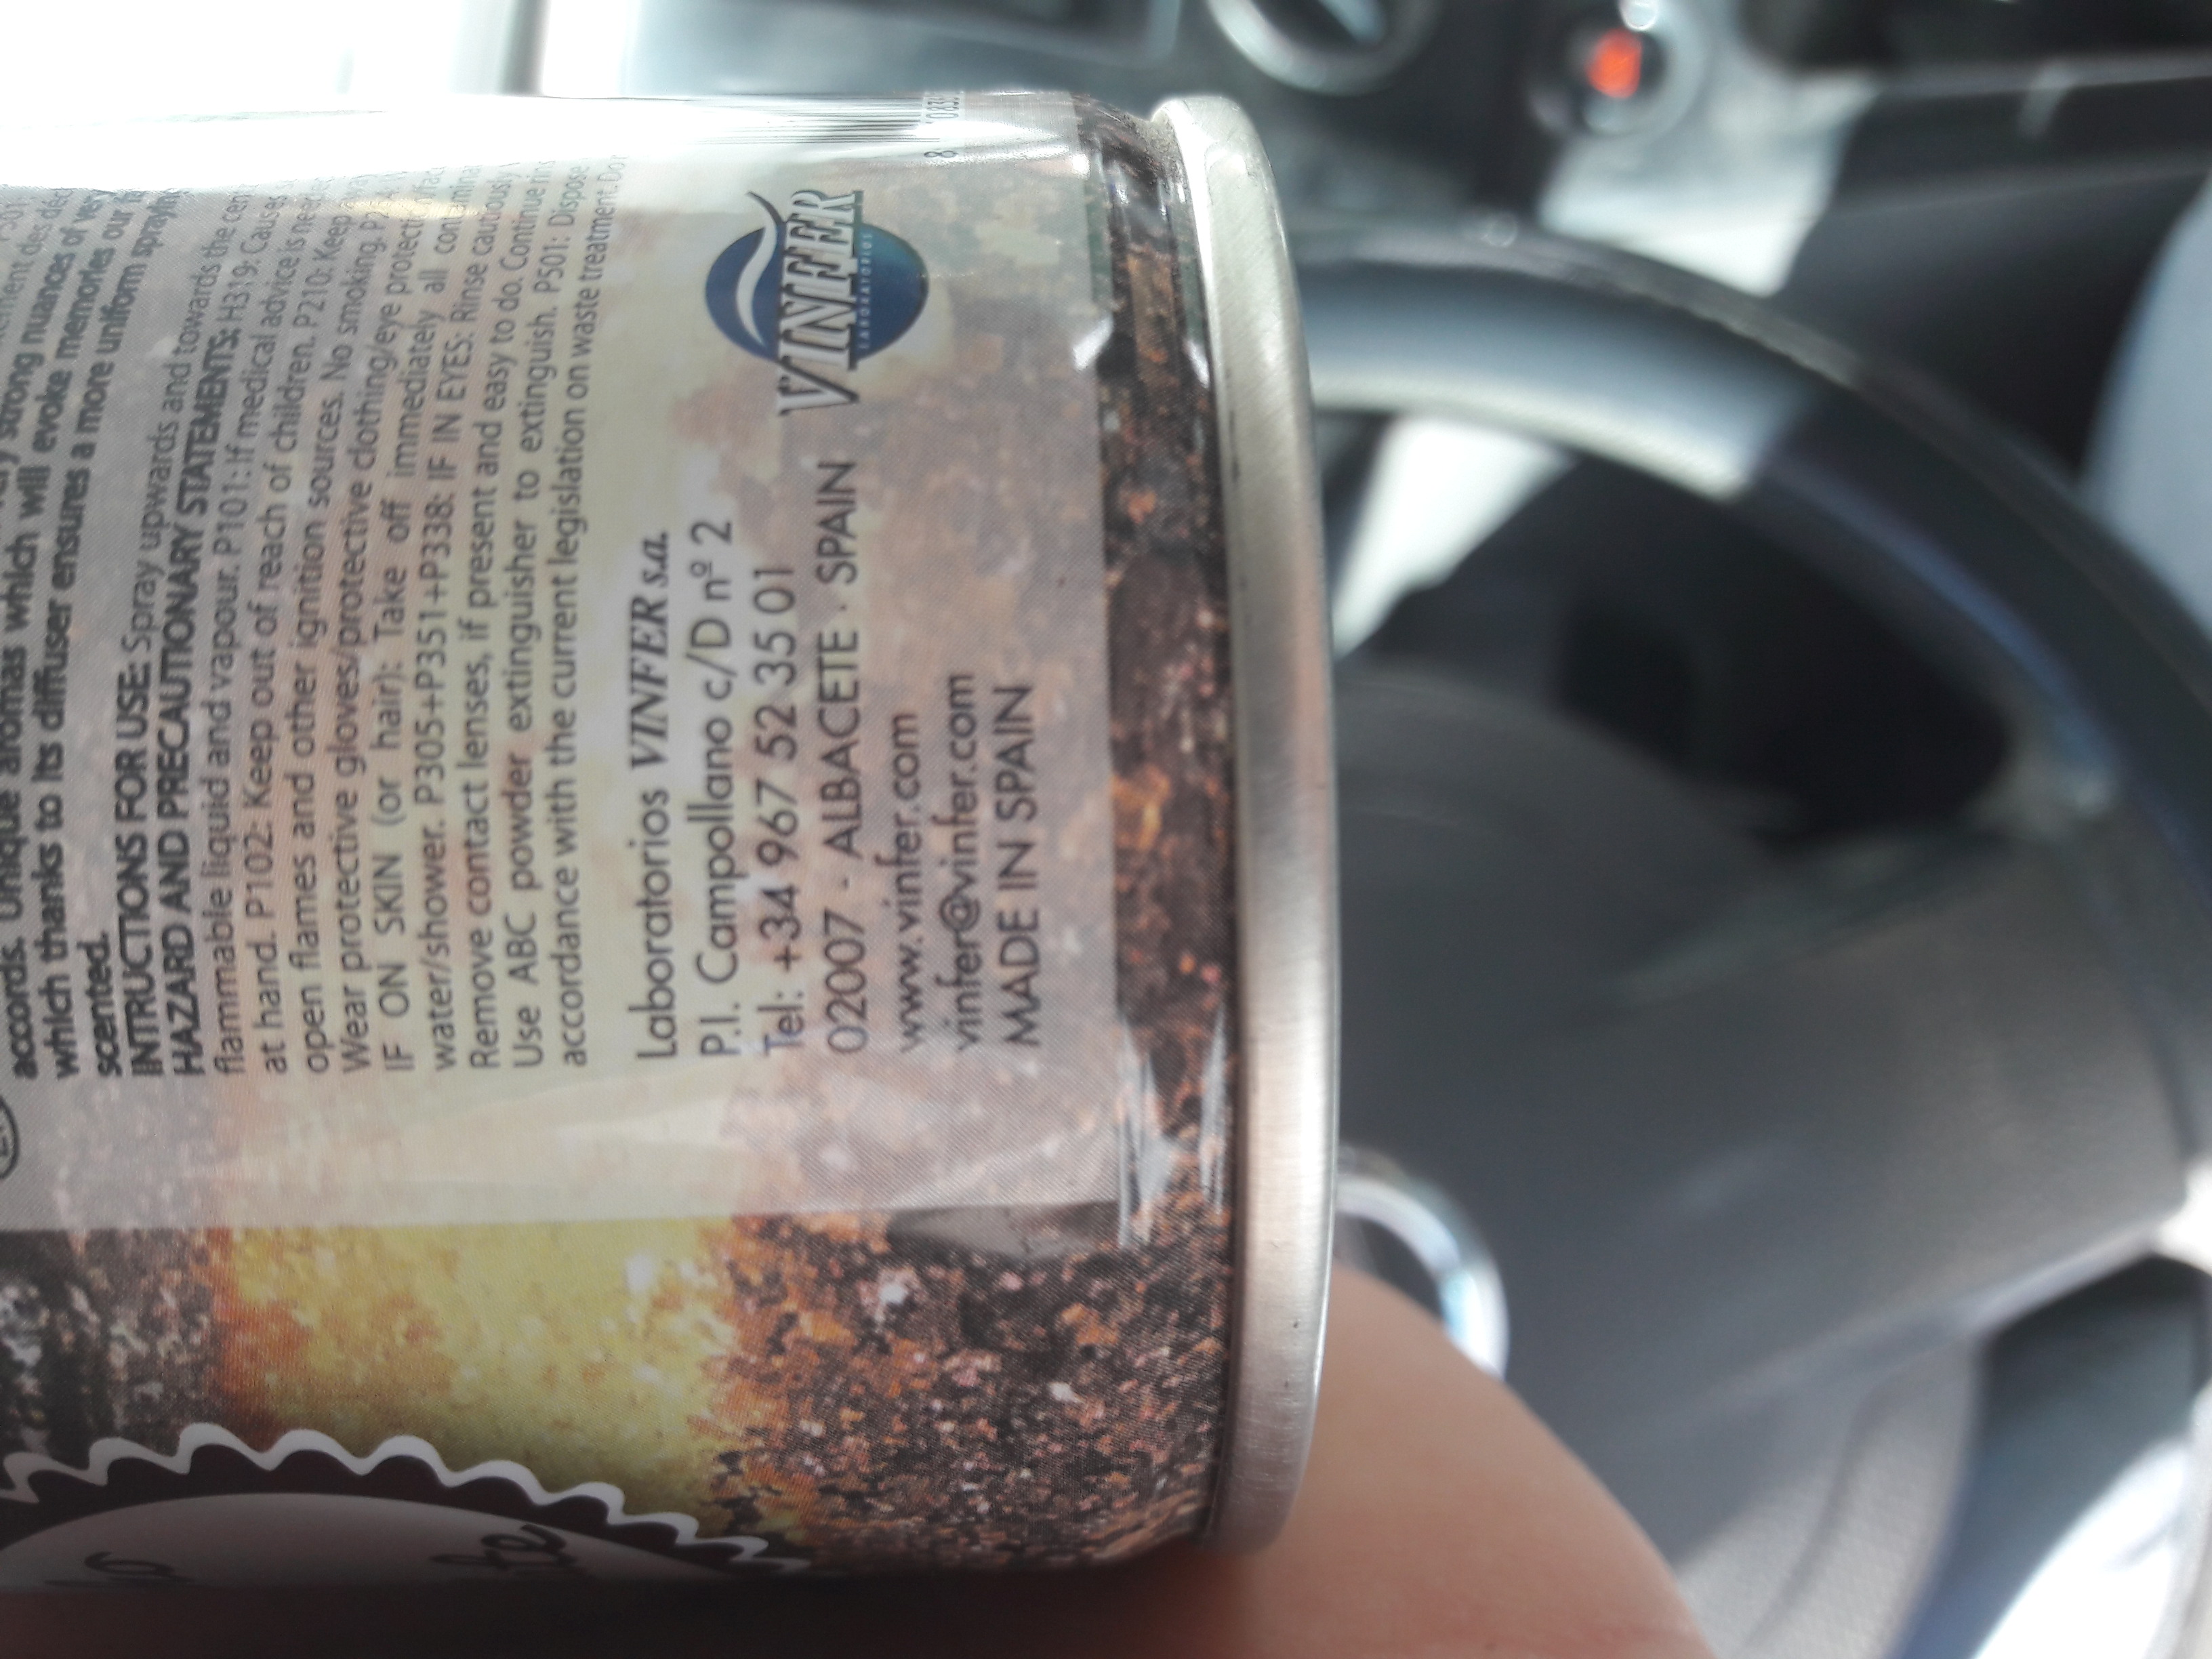 strong nuances of very
accords. Unique aromas which will evoke memories our
which thanks to its diffuser ensures a more uniform spraying
scented.
INTRUCTIONS FOR USE: Spray upwards and towards the
HAZARD AND PRECAUTIONARY STATEMENTS: H319: Causes
flammable liquid and vapour. P101: If medical advice is
at hand. P102: Keep out of reach of children. P210: Keep
open flames and other ignition sources. No smoking.
Wear protective gloves/protective clothing/eye
IF ON SKIN (or hair): Take off immediately all
water/shower. P305+P351+P338: IF IN EYES: Rinse cautiously
Remove contact lenses, if present and easy to do. Continue
Use ABC powder extinguisher to extinguish. P501: Dispose
accordance with the current legislation on waste treatment. Do
Laboratorios VINFER s.a.
P.I. Campollano c/D nº 2
Tel: +34 967 52 35 01
02007 - ALBACETE · SPAIN
www.vinfer.com
vinfer@vinfer.com
MADE IN SPAIN
VINFER
LABORATORIOS
8